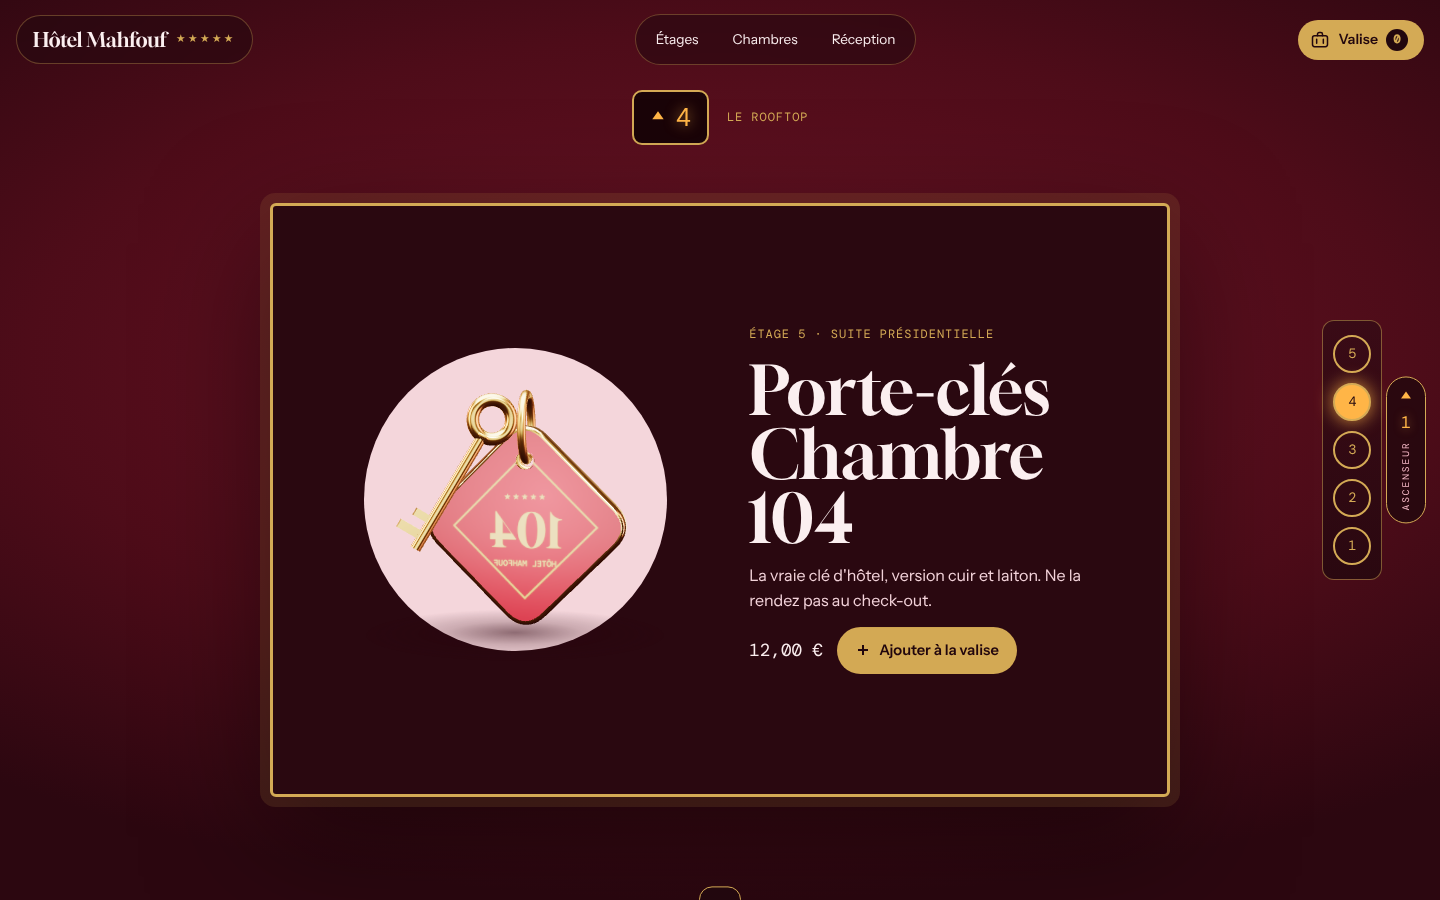 Hôtel Mahfouf ★★★★★
Étages Chambres Réception
Valise 0
4 LE ROOFTOP
ÉTAGE 5 · SUITE PRÉSIDENTIELLE
Porte-clés
Chambre
104
La vraie clé d'hôtel, version cuir et laiton. Ne la
rendez pas au check-out.
12,00 €
+ Ajouter à la valise
★★★★★
104
HÔTEL MAHFOUF
5
4
3
2
1
1
ASCENSEUR